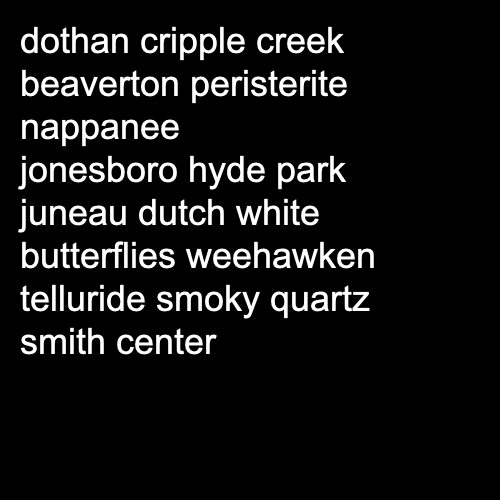 dothan cripple creek
beaverton peristerite
nappanee
jonesboro hyde park
juneau dutch white
butterflies weehawken
telluride smoky quartz
smith center